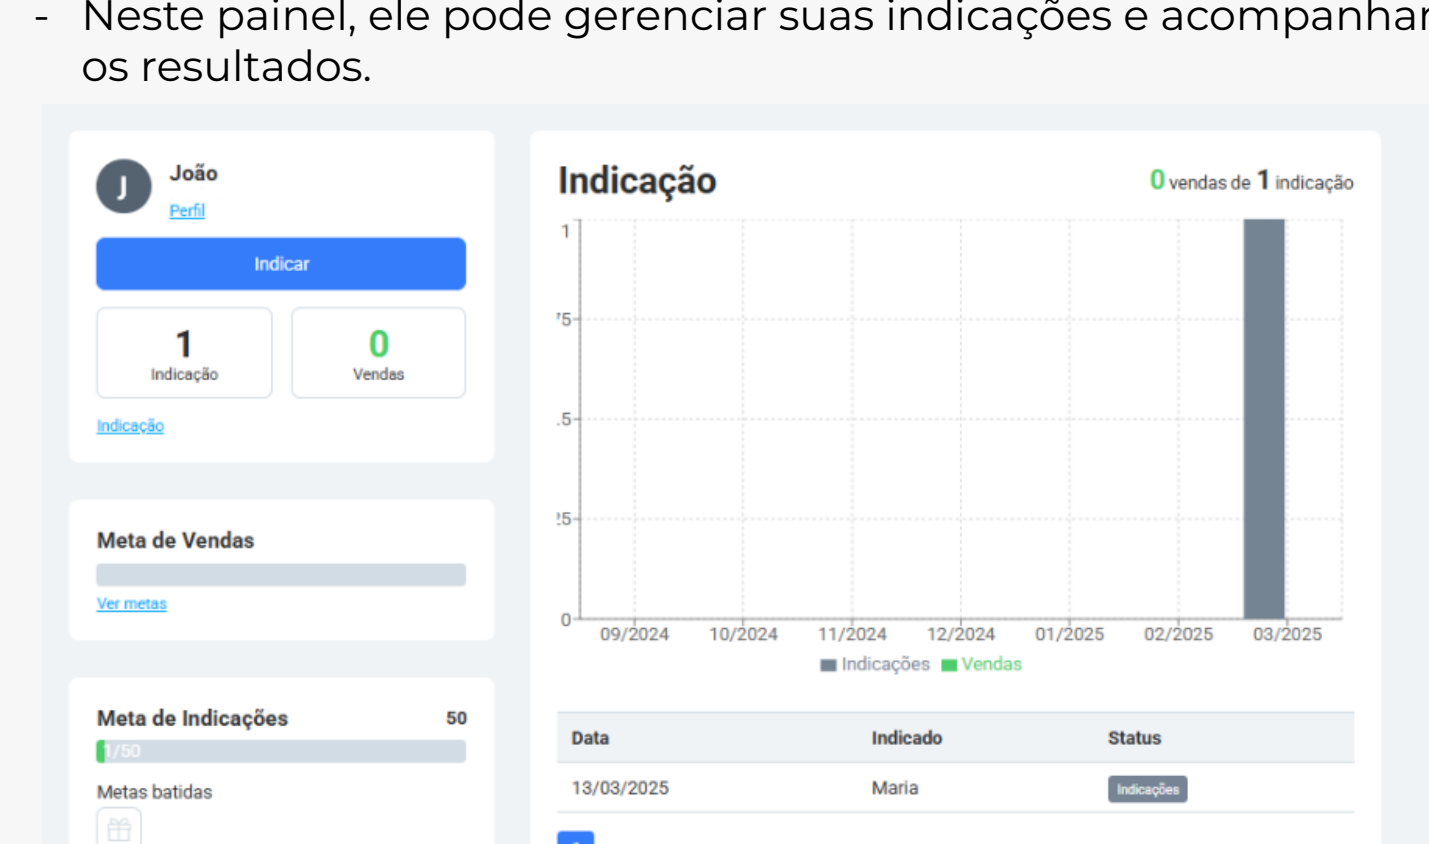 - Neste painel, ele pode gerenciar suas indicações e acompanhar
os resultados.
J
João
Perfil
Indicar
1
Indicação
0
Vendas
Indicação
Meta de Vendas
Ver metas
Meta de Indicações 50
1/50
Metas batidas
Indicação
0 vendas de 1 indicação
1
75
.5
25
0
09/2024 10/2024 11/2024 12/2024 01/2025 02/2025 03/2025
Indicações Vendas
Data Indicado Status
13/03/2025 Maria Indicações